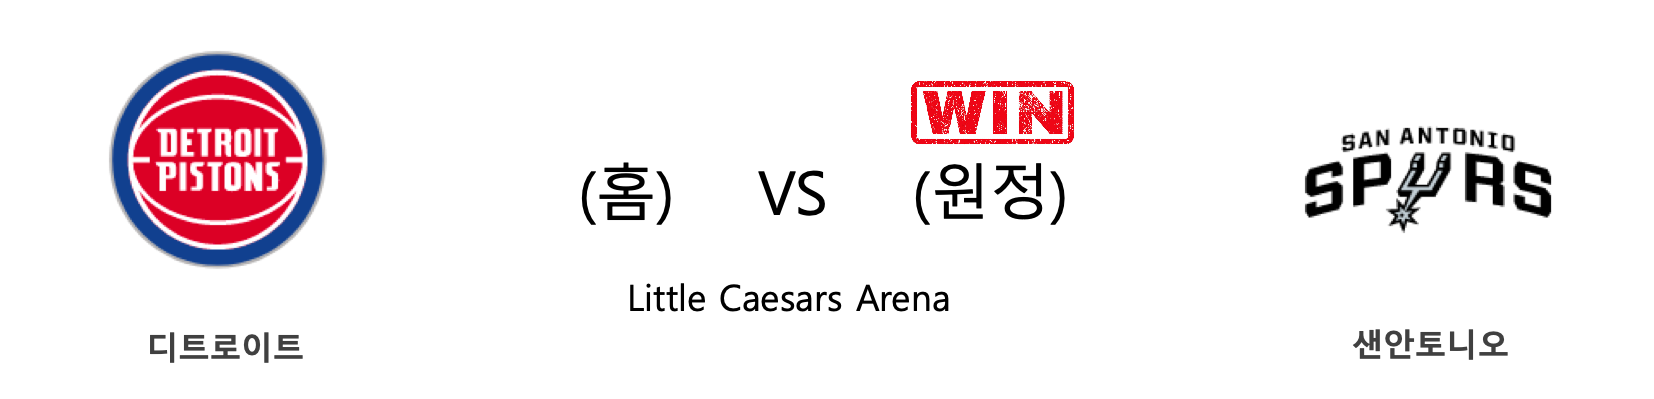 DETROIT
PISTONS
WIN
(홈) VS (원정)
SAN ANTONIO
SPURS
Little Caesars Arena
디트로이트
샌안토니오